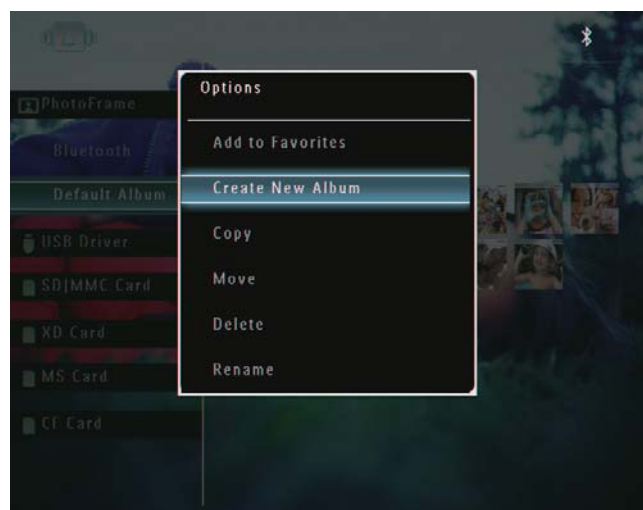 Options
Add to Favorites
Create New Album
Copy
Move
Delete
Rename
PhotoFrame
Bluetooth
Default Album
USB Driver
SD|MMC Card
XD Card
MS Card
CF Card